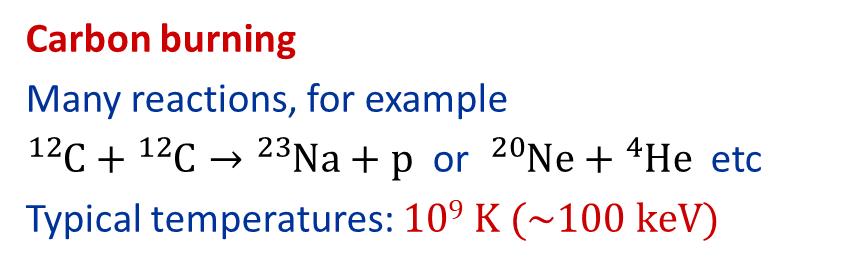 Carbon burning
Many reactions, for example
¹²C + ¹²C → ²³Na + p or ²⁰Ne + ⁴He etc
Typical temperatures: 10⁹ K (~100 keV)